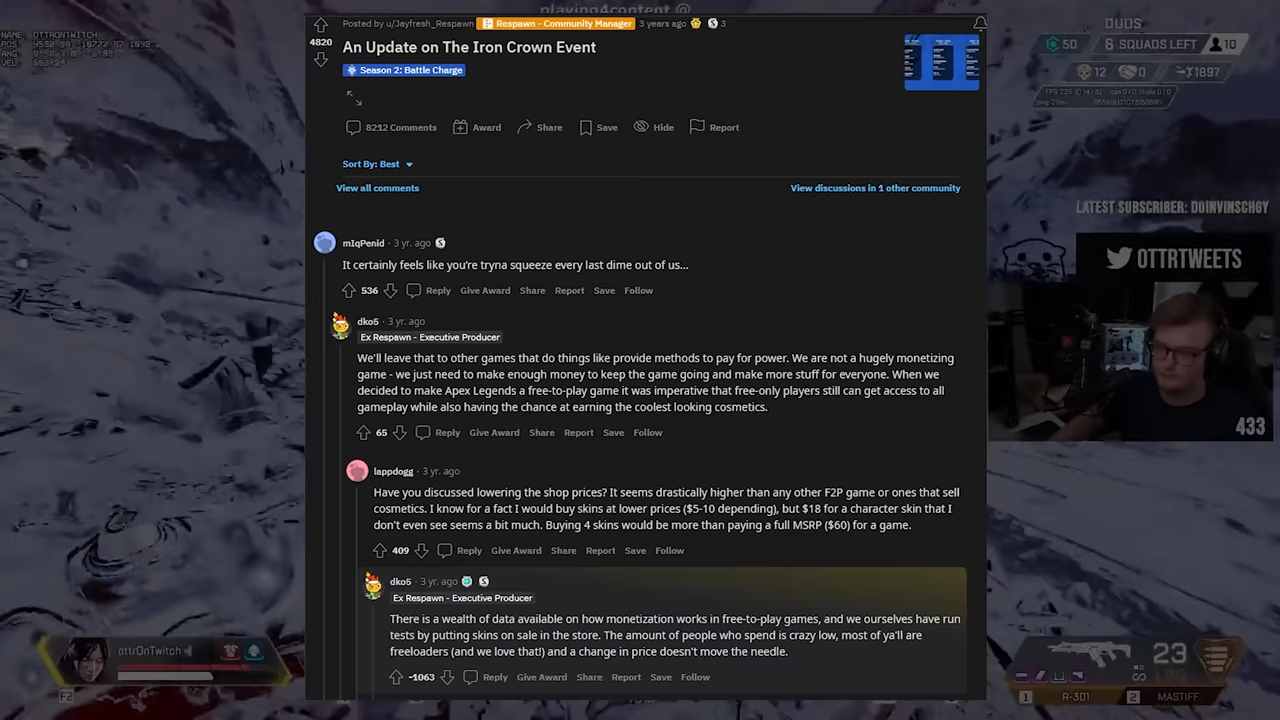 playing4content @
NAME OTTRONTWITCH
Posted by u/Jayfresh_Respawn Respawn - Community Manager 3 years ago 3
4820
An Update on The Iron Crown Event
Season 2: Battle Charge
8212 Comments Award Share Save Hide Report
Sort By: Best
View all comments View discussions in 1 other community
mIqPenid · 3 yr. ago
It certainly feels like you're tryna squeeze every last dime out of us...
536 Reply Give Award Share Report Save Follow
dko5 · 3 yr. ago
Ex Respawn - Executive Producer
We'll leave that to other games that do things like provide methods to pay for power. We are not a hugely monetizing
game - we just need to make enough money to keep the game going and make more stuff for everyone. When we
decided to make Apex Legends a free-to-play game it was imperative that free-only players still can get access to all
gameplay while also having the chance at earning the coolest looking cosmetics.
65 Reply Give Award Share Report Save Follow
lappdogg · 3 yr. ago
Have you discussed lowering the shop prices? It seems drastically higher than any other F2P game or ones that sell
cosmetics. I know for a fact I would buy skins at lower prices ($5-10 depending), but $18 for a character skin that I
don't even see seems a bit much. Buying 4 skins would be more than paying a full MSRP ($60) for a game.
409 Reply Give Award Share Report Save Follow
dko5 · 3 yr. ago
Ex Respawn - Executive Producer
There is a wealth of data available on how monetization works in free-to-play games, and we ourselves have run
tests by putting skins on sale in the store. The amount of people who spend is crazy low, most of ya'll are
freeloaders (and we love that!) and a change in price doesn't move the needle.
-1063 Reply Give Award Share Report Save Follow
DUOS
50 6 SQUADS LEFT 10
12 0 1897
LATEST SUBSCRIBER: DOINVINSCHGY
OTTRTWEETS
433
ottrOnTwitch
F2
23
1 R-301 2 MASTIFF